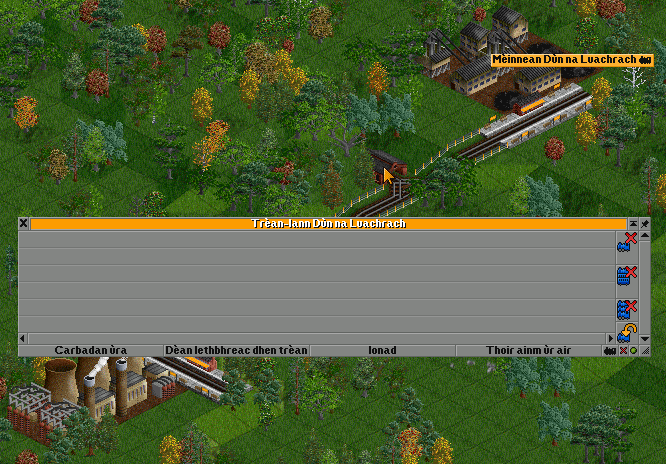 Mèinnean Dùn na Luachrach
Trèan-lann Dùn na Luachrach
Carbadan ùra
Dèan lethbhreac dhen trèan
Ionad
Thoir ainm ùr air